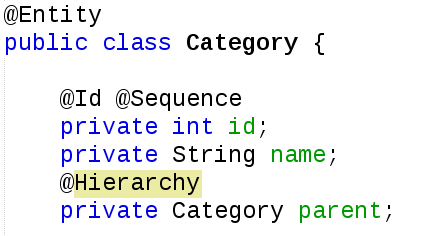 @Entity
public class Category {
@Id @Sequence
private int id;
private String name;
@Hierarchy
private Category parent;